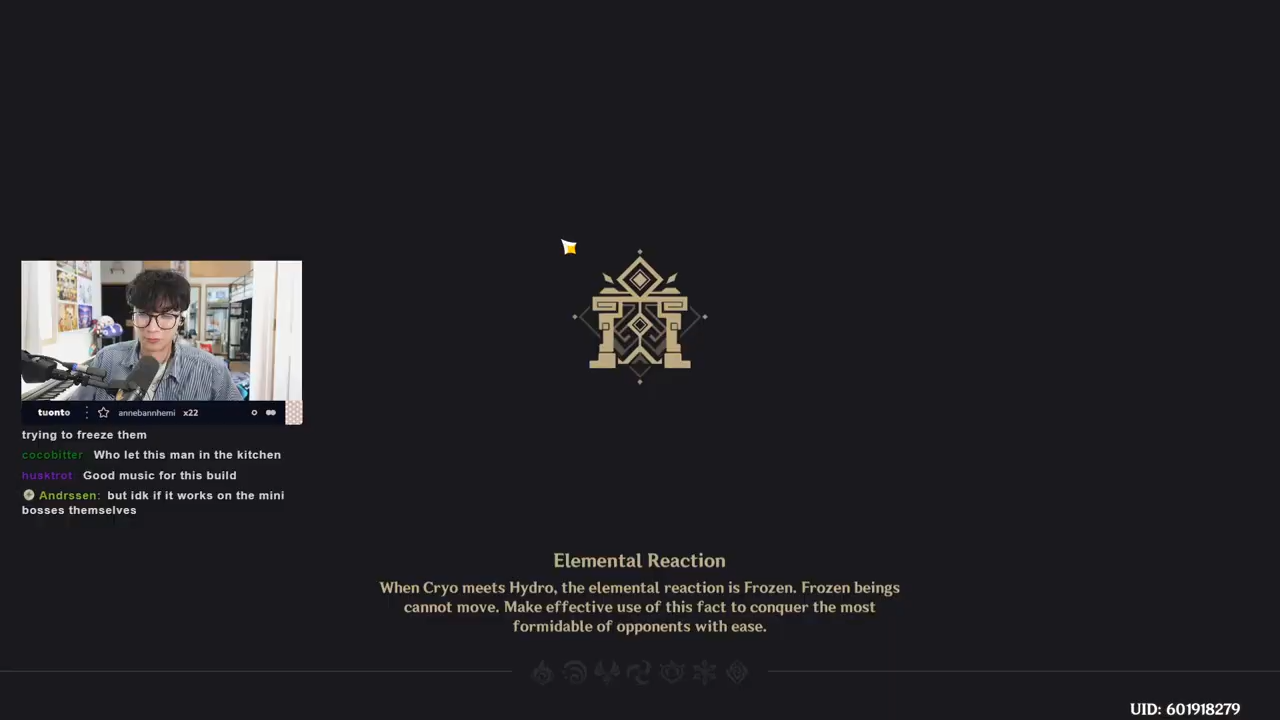 tuonto
annebannhemi x22
trying to freeze them
cocobitter: Who let this man in the kitchen
husktrot: Good music for this build
Andrssen: but idk if it works on the mini
bosses themselves
Elemental Reaction
When Cryo meets Hydro, the elemental reaction is Frozen. Frozen beings
cannot move. Make effective use of this fact to conquer the most
formidable of opponents with ease.
UID: 601918279